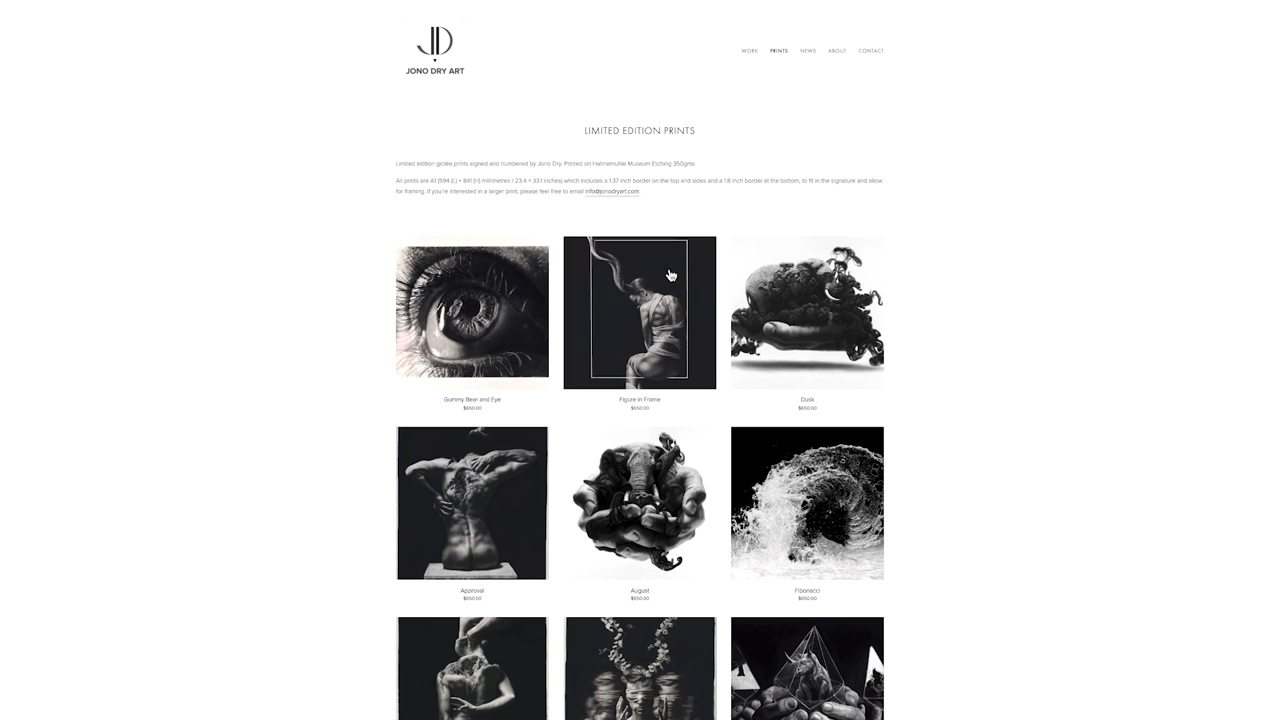 JONO DRY ART
WORK PRINTS NEWS ABOUT CONTACT
LIMITED EDITION PRINTS
Limited edition giclée prints signed and numbered by Jono Dry. Printed on Hahnemuhle Museum Etching 350gms
All prints are A1 (594 (L) × 841 (H) millimetres / 23.4 × 33.1 inches) which includes a 1.37 inch border on the top and sides and a 1.8 inch border at the bottom, to fit in the signature and allow
for framing. If you're interested in a larger print, please feel free to email info@jonodryart.com
Gummy Bear and Eye
$650.00
Figure in Frame
$650.00
Dusk
$650.00
Approval
$650.00
August
$650.00
Fibonacci
$650.00